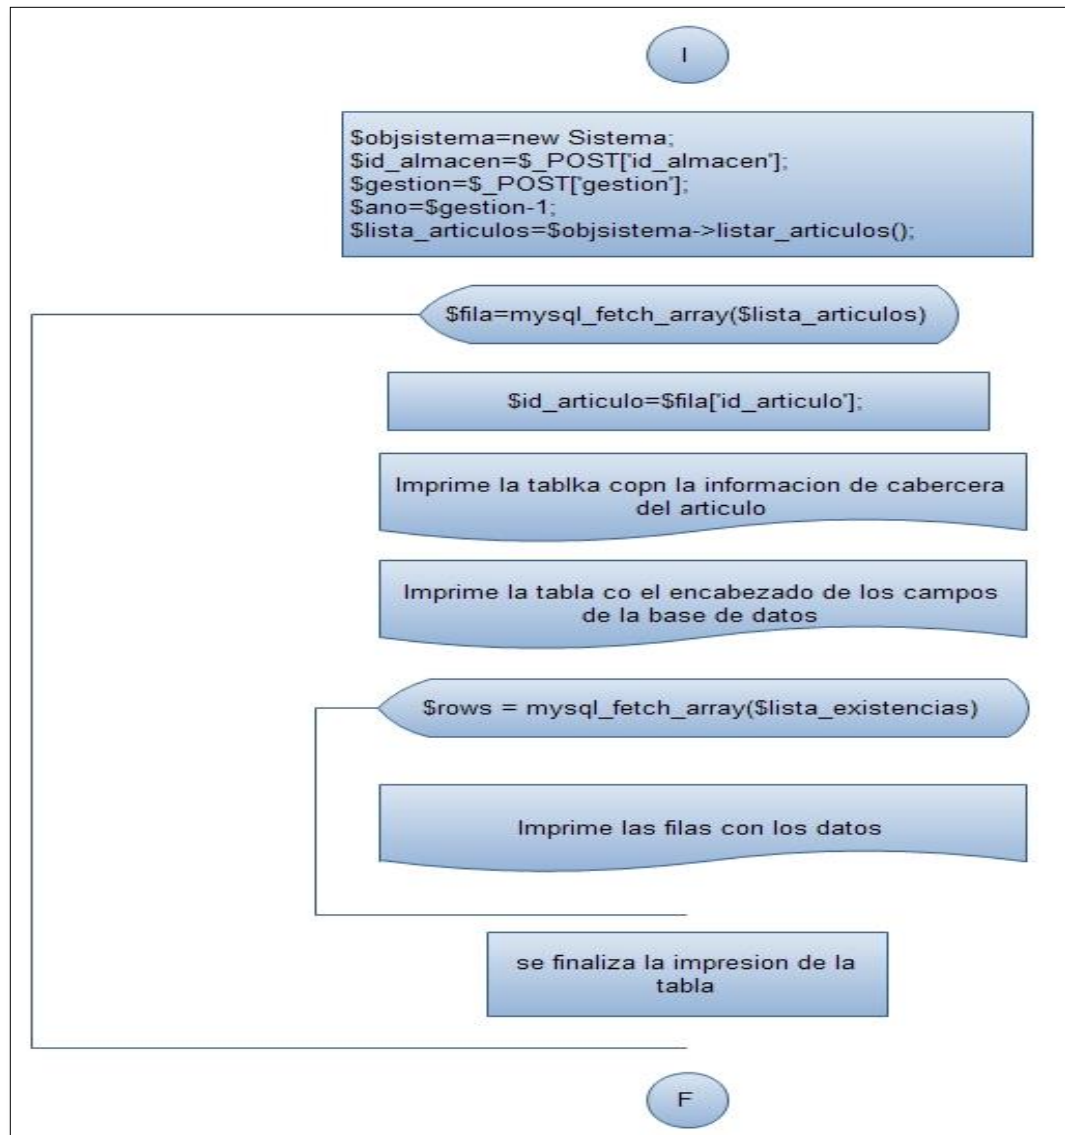 I
$objsistema=new Sistema;
$id_almacen=$_POST['id_almacen'];
$gestion=$_POST['gestion'];
$ano=$gestion-1;
$lista_articulos=$objsistema->listar_articulos();
$fila=mysql_fetch_array($lista_articulos)
$id_articulo=$fila['id_articulo'];
Imprime la tablka copn la informacion de cabercera
del articulo
Imprime la tabla co el encabezado de los campos
de la base de datos
$rows = mysql_fetch_array($lista_existencias)
Imprime las filas con los datos
se finaliza la impresion de la
tabla
F